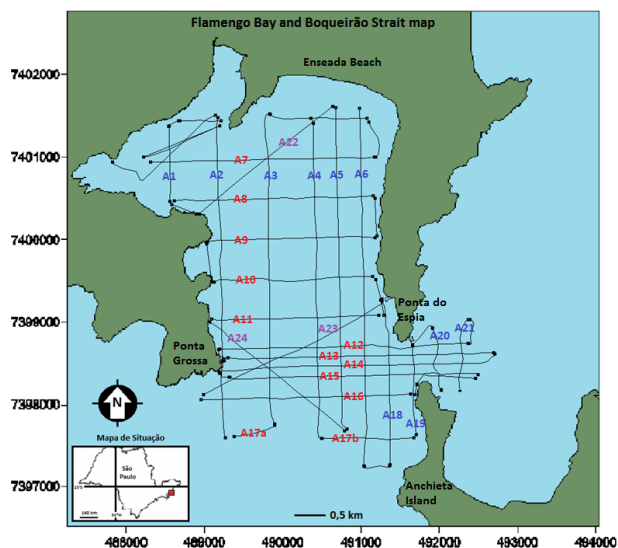 Flamengo Bay and Boqueirão Strait map
7402000
Enseada Beach
A22
7401000
A7
A1
A2
A3
A4
A5
A6
A8
7400000
A9
A10
Ponta do
Espia
7399000
A11
A24
A23
A20
A21
Ponta
Grossa
A12
A13
A14
A15
7398000
A16
A18
A19
N
A17a
A17b
Mapa de Situação
São
Paulo
140 km
7397000
Anchieta
Island
0,5 km
488000
489000
490000
491000
492000
493000
494000